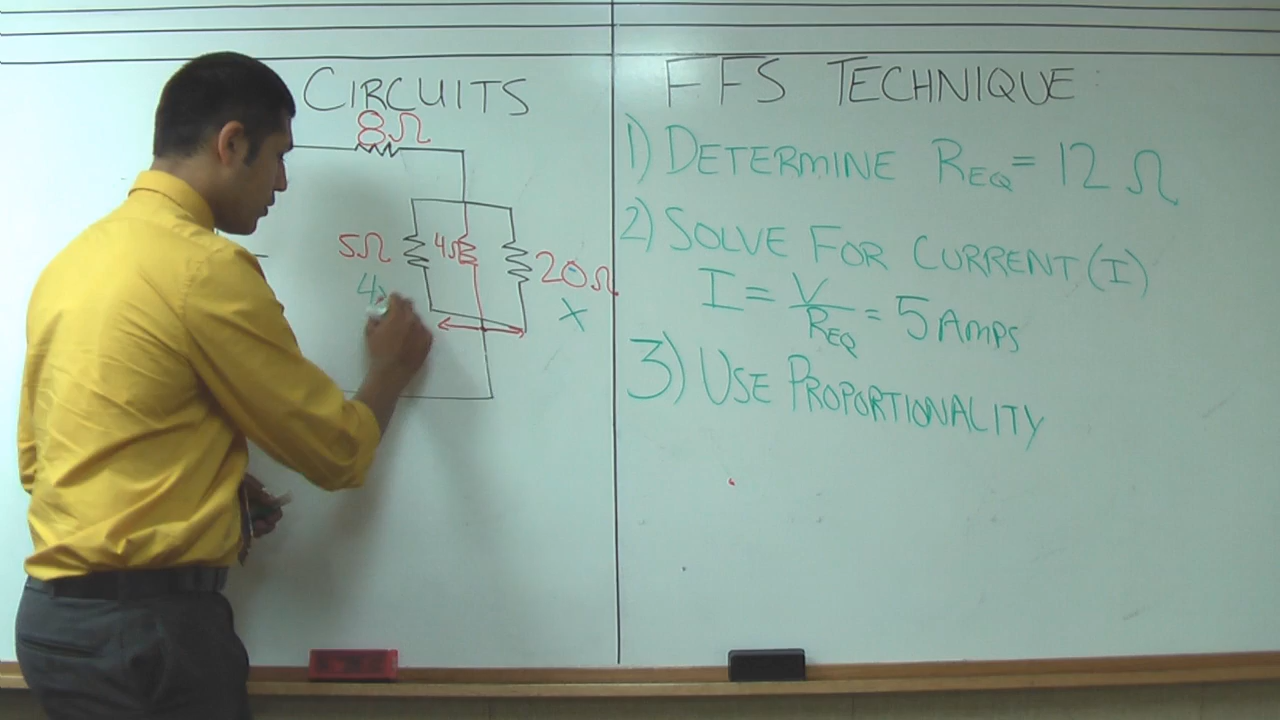 CIRCUITS
8Ω
5Ω
4Ω
20Ω
4x
X
FFS TECHNIQUE:
1) DETERMINE REQ = 12 Ω
2) SOLVE FOR CURRENT (I)
I = V/REQ = 5 AMPS
3) USE PROPORTIONALITY